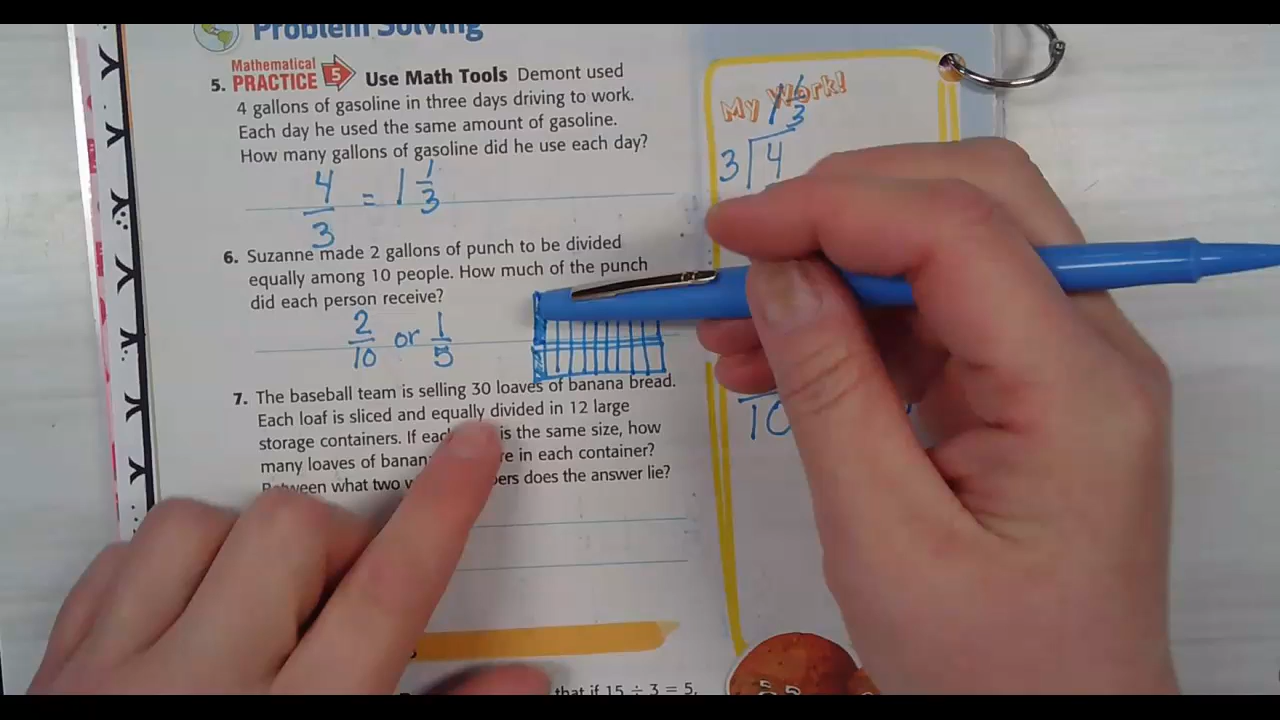 Problem Solving
5. Mathematical PRACTICE 5 Use Math Tools Demont used
4 gallons of gasoline in three days driving to work.
Each day he used the same amount of gasoline.
How many gallons of gasoline did he use each day?
4/3 = 1 1/3
6. Suzanne made 2 gallons of punch to be divided
equally among 10 people. How much of the punch
did each person receive?
2/10 or 1/5
7. The baseball team is selling 30 loaves of banana bread.
Each loaf is sliced and equally divided in 12 large
storage containers. If is the same size, how
many loaves of in each container?
Between what two does the answer lie?
that if 15 ÷ 3 = 5,
My Work!
1 1/3
3 4
10